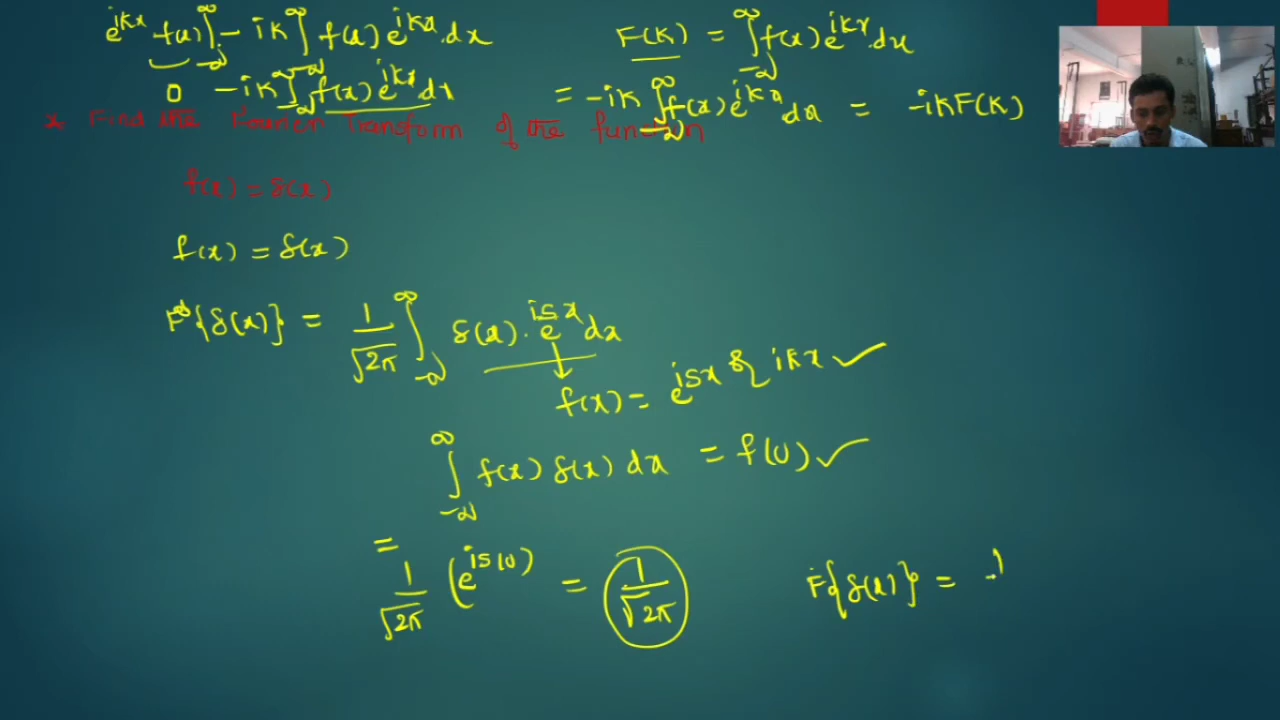 e^{ikx} f(x)]_{-∞}^{∞} - ik ∫_{-∞}^{∞} f(x) e^{ikx}.dx
F(K) = ∫_{-∞}^{∞} f(x) e^{ikx}.dx
0 - ik ∫_{-∞}^{∞} f(x) e^{ikx} dx
= -ik ∫_{-∞}^{∞} f(x) e^{ikx} dx = -ikF(K)
* Find the Fourier Transform of the function
f(x) = δ(x)
f(x) = δ(x)
F{δ(x)} = 1/√2π ∫_{-∞}^{∞} δ(x). e^{isx} dx
f(x) = e^{isx} & ikx ✓
∫_{-∞}^{∞} f(x) δ(x) dx = f(0) ✓
=
1/√2π (e^{is(0)} = 1/√2π
F{δ(x)} =